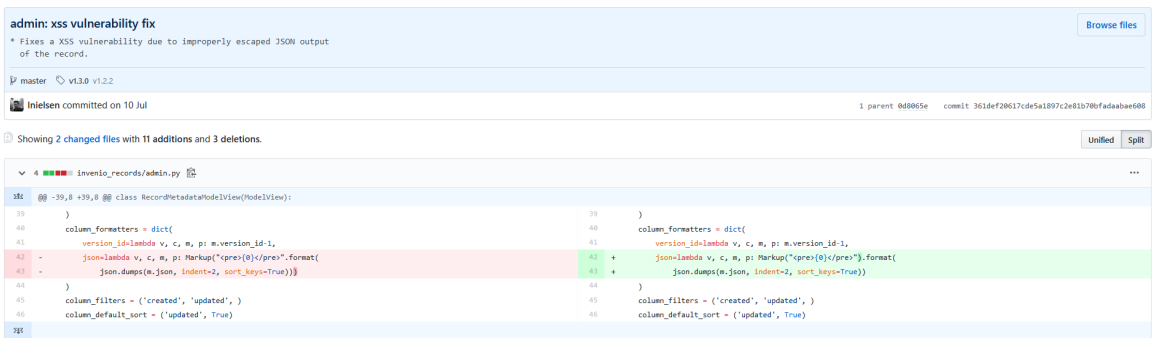 admin: xss vulnerability fix
Browse files
* Fixes a XSS vulnerability due to improperly escaped JSON output
of the record.
master v1.3.0 v1.2.2
lnielsen committed on 10 Jul
1 parent 0d8065e commit 361def20617cde5a1897c2e81b70bfadaabae608
Showing 2 changed files with 11 additions and 3 deletions.
Unified Split
4 invenio_records/admin.py
@@ -39,8 +39,8 @@ class RecordMetadataModelView(ModelView):
39 ) 39 )
40 column_formatters = dict( 40 column_formatters = dict(
41 version_id=lambda v, c, m, p: m.version_id-1, 41 version_id=lambda v, c, m, p: m.version_id-1,
42 - json=lambda v, c, m, p: Markup("<pre>{0}</pre>".format( 42 + json=lambda v, c, m, p: Markup("<pre>{0}</pre>").format(
43 - json.dumps(m.json, indent=2, sort_keys=True))) 43 + json.dumps(m.json, indent=2, sort_keys=True))
44 ) 44 )
45 column_filters = ('created', 'updated', ) 45 column_filters = ('created', 'updated', )
46 column_default_sort = ('updated', True) 46 column_default_sort = ('updated', True)